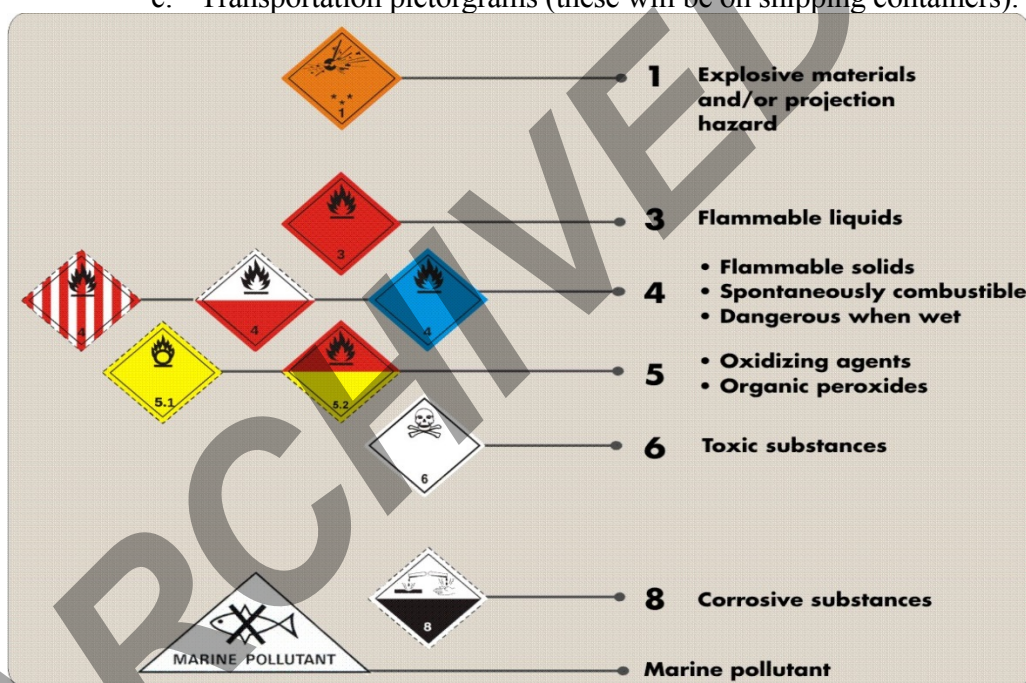 c. Transportation pictorgrams (these will be on shipping containers).
1
1 Explosive materials
and/or projection
hazard
3
3 Flammable liquids
4
4
4
4 • Flammable solids
• Spontaneously combustible
• Dangerous when wet
5.1
5.2
5 • Oxidizing agents
• Organic peroxides
6
6 Toxic substances
8
8 Corrosive substances
MARINE POLLUTANT
Marine pollutant
ARCHIVED